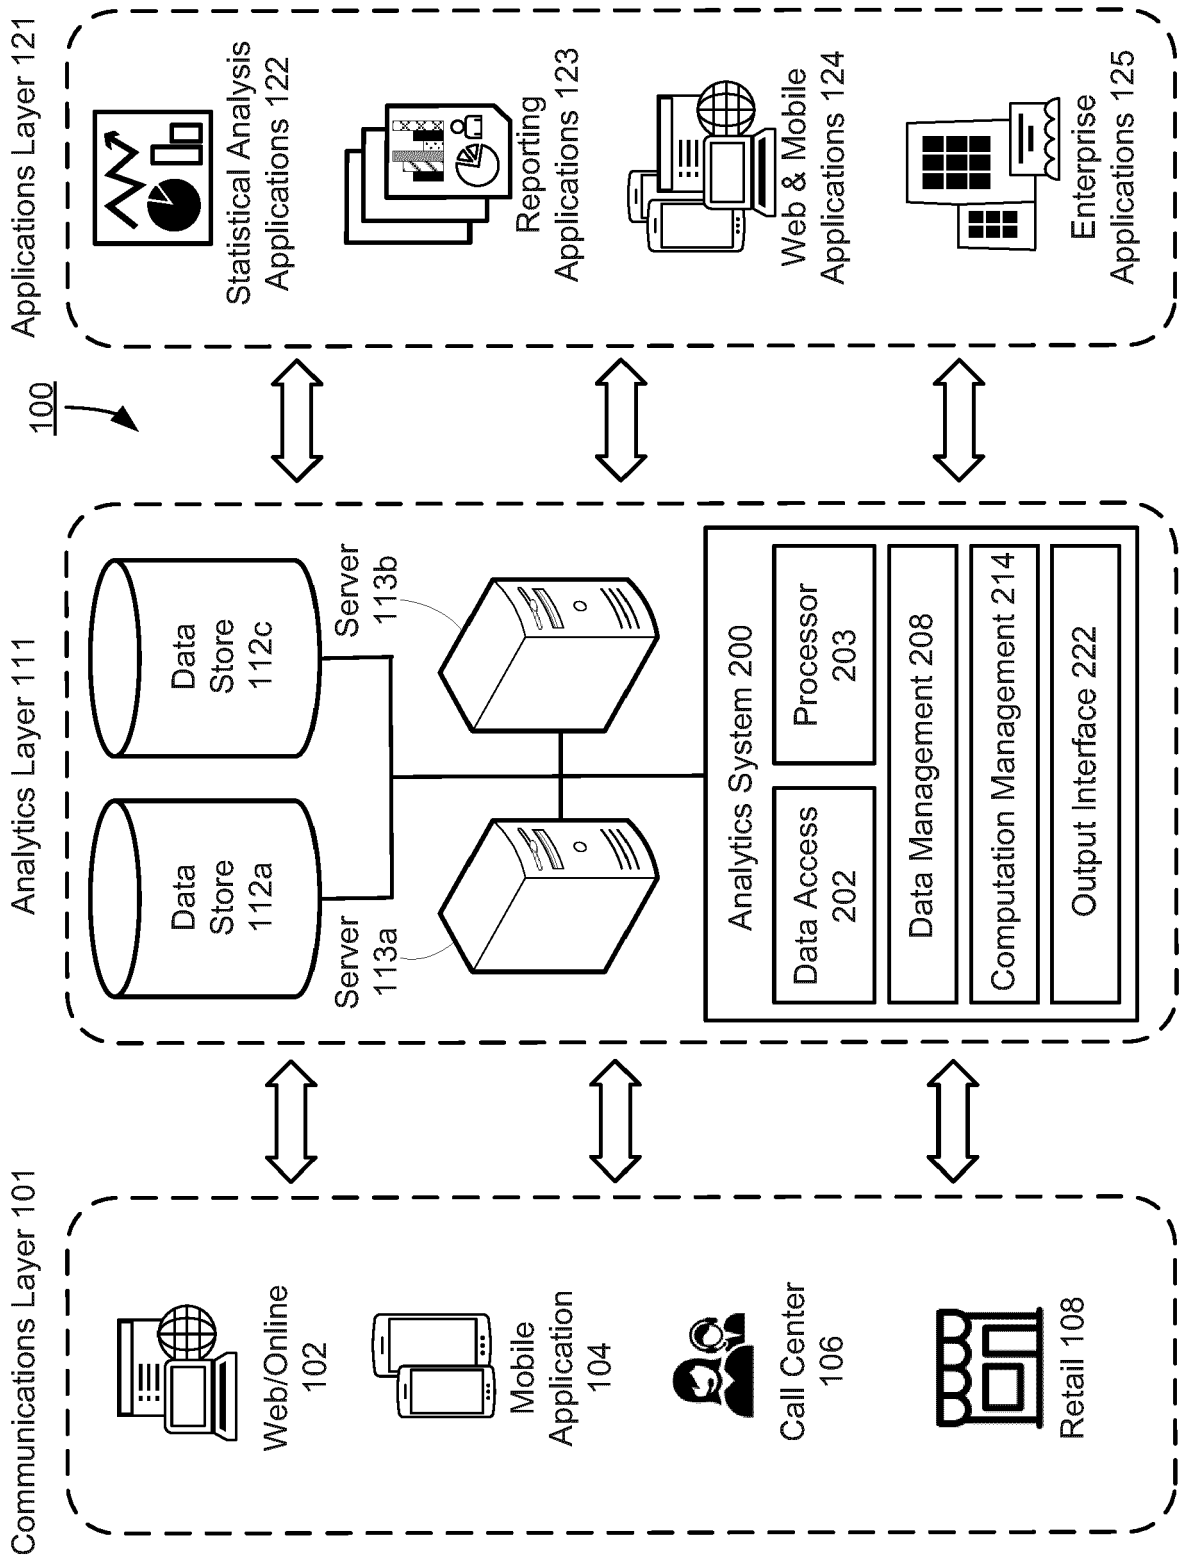 100
Communications Layer 101
Web/Online
102
Mobile
Application
104
Call Center
106
Retail 108
Analytics Layer 111
Data
Store
112a
Data
Store
112c
Server
113a
Server
113b
Analytics System 200
Data Access
202
Processor
203
Data Management 208
Computation Management 214
Output Interface 222
Applications Layer 121
Statistical Analysis
Applications 122
Reporting
Applications 123
Web & Mobile
Applications 124
Enterprise
Applications 125